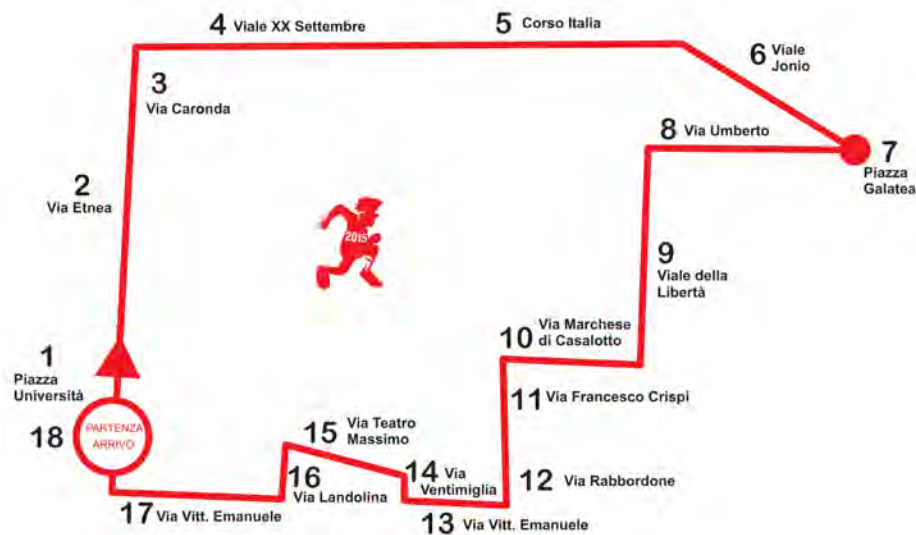 4 Viale XX Settembre
5 Corso Italia
6 Viale
Jonio
3
Via Caronda
8 Via Umberto
7
Piazza
Galatea
2
Via Etnea
2015
9
Viale della
Libertà
10 Via Marchese
di Casalotto
1
Piazza
Università
11 Via Francesco Crispi
18 PARTENZA
ARRIVO
15 Via Teatro
Massimo
14 Via
Ventimiglia
12 Via Rabbordone
16
Via Landolina
17 Via Vitt. Emanuele
13 Via Vitt. Emanuele